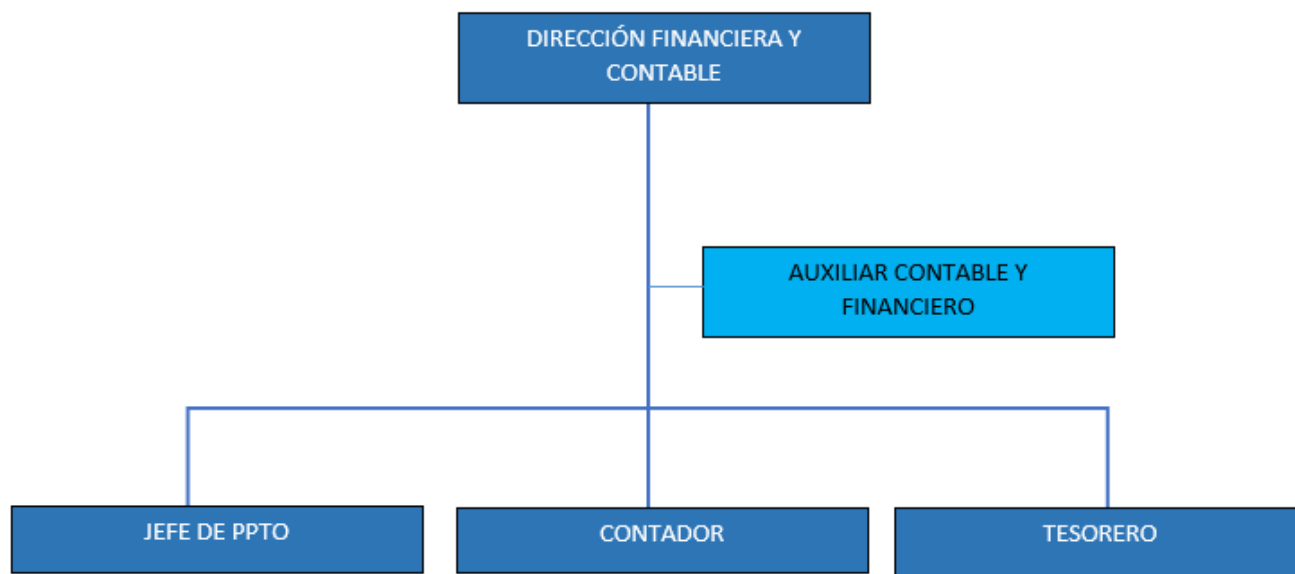 DIRECCIÓN FINANCIERA Y
CONTABLE
AUXILIAR CONTABLE Y
FINANCIERO
JEFE DE PPTO
CONTADOR
TESORERO